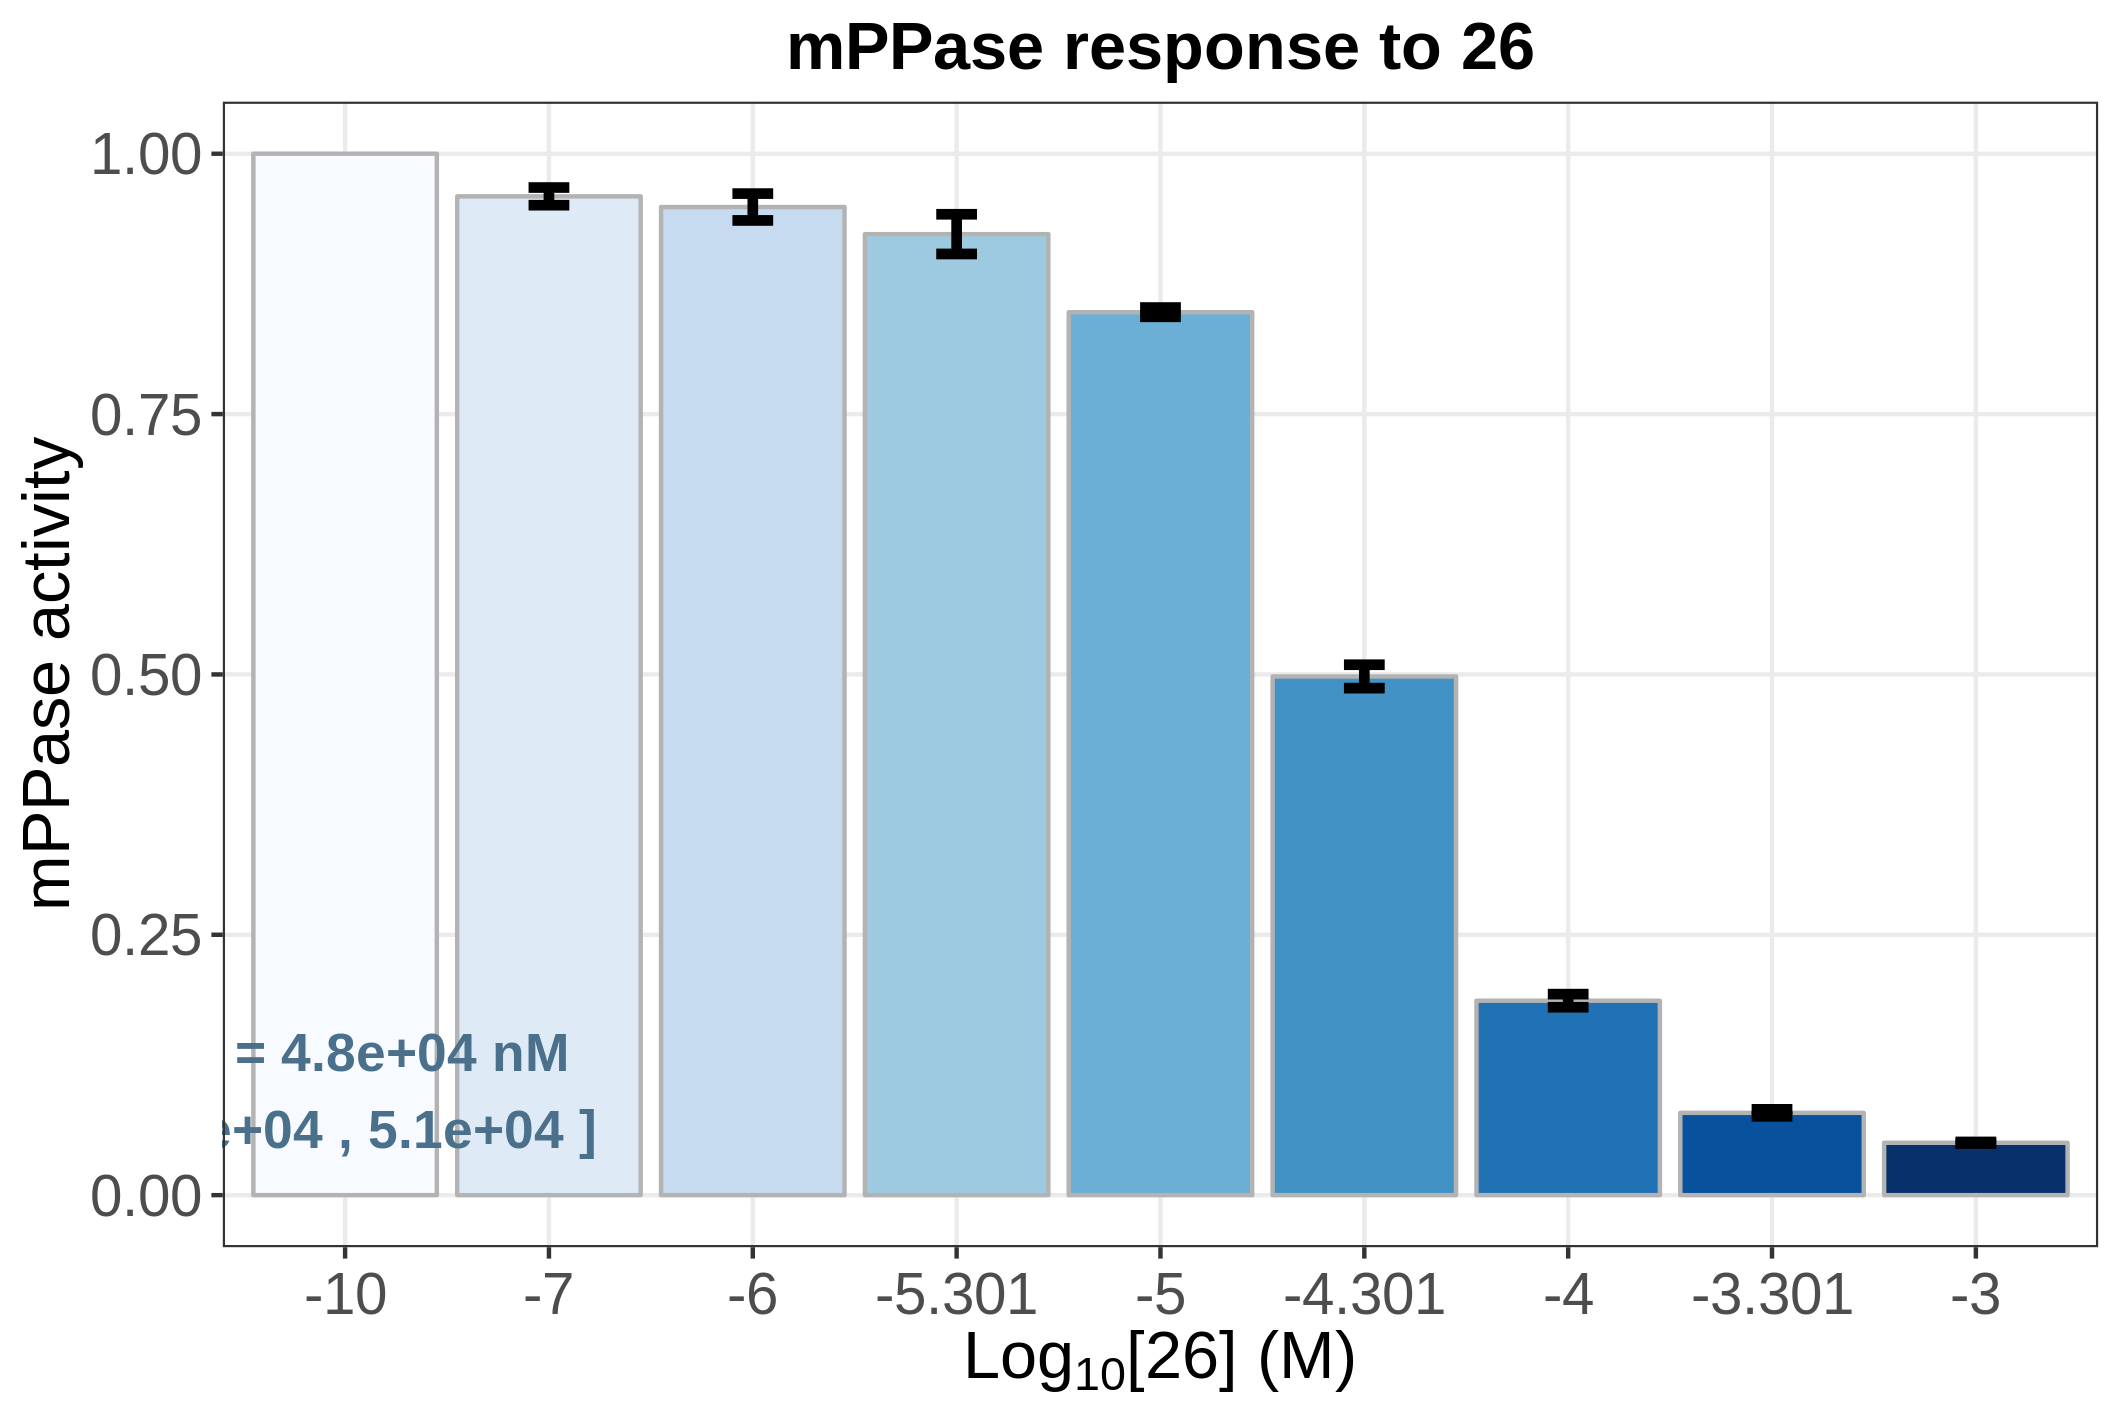 mPPase response to 26
mPPase activity
1.00
0.75
0.50
0.25
0.00
= 4.8e+04 nM
e+04 , 5.1e+04 ]
-10 -7 -6 -5.301 -5 -4.301 -4 -3.301 -3
Log₁₀[26] (M)